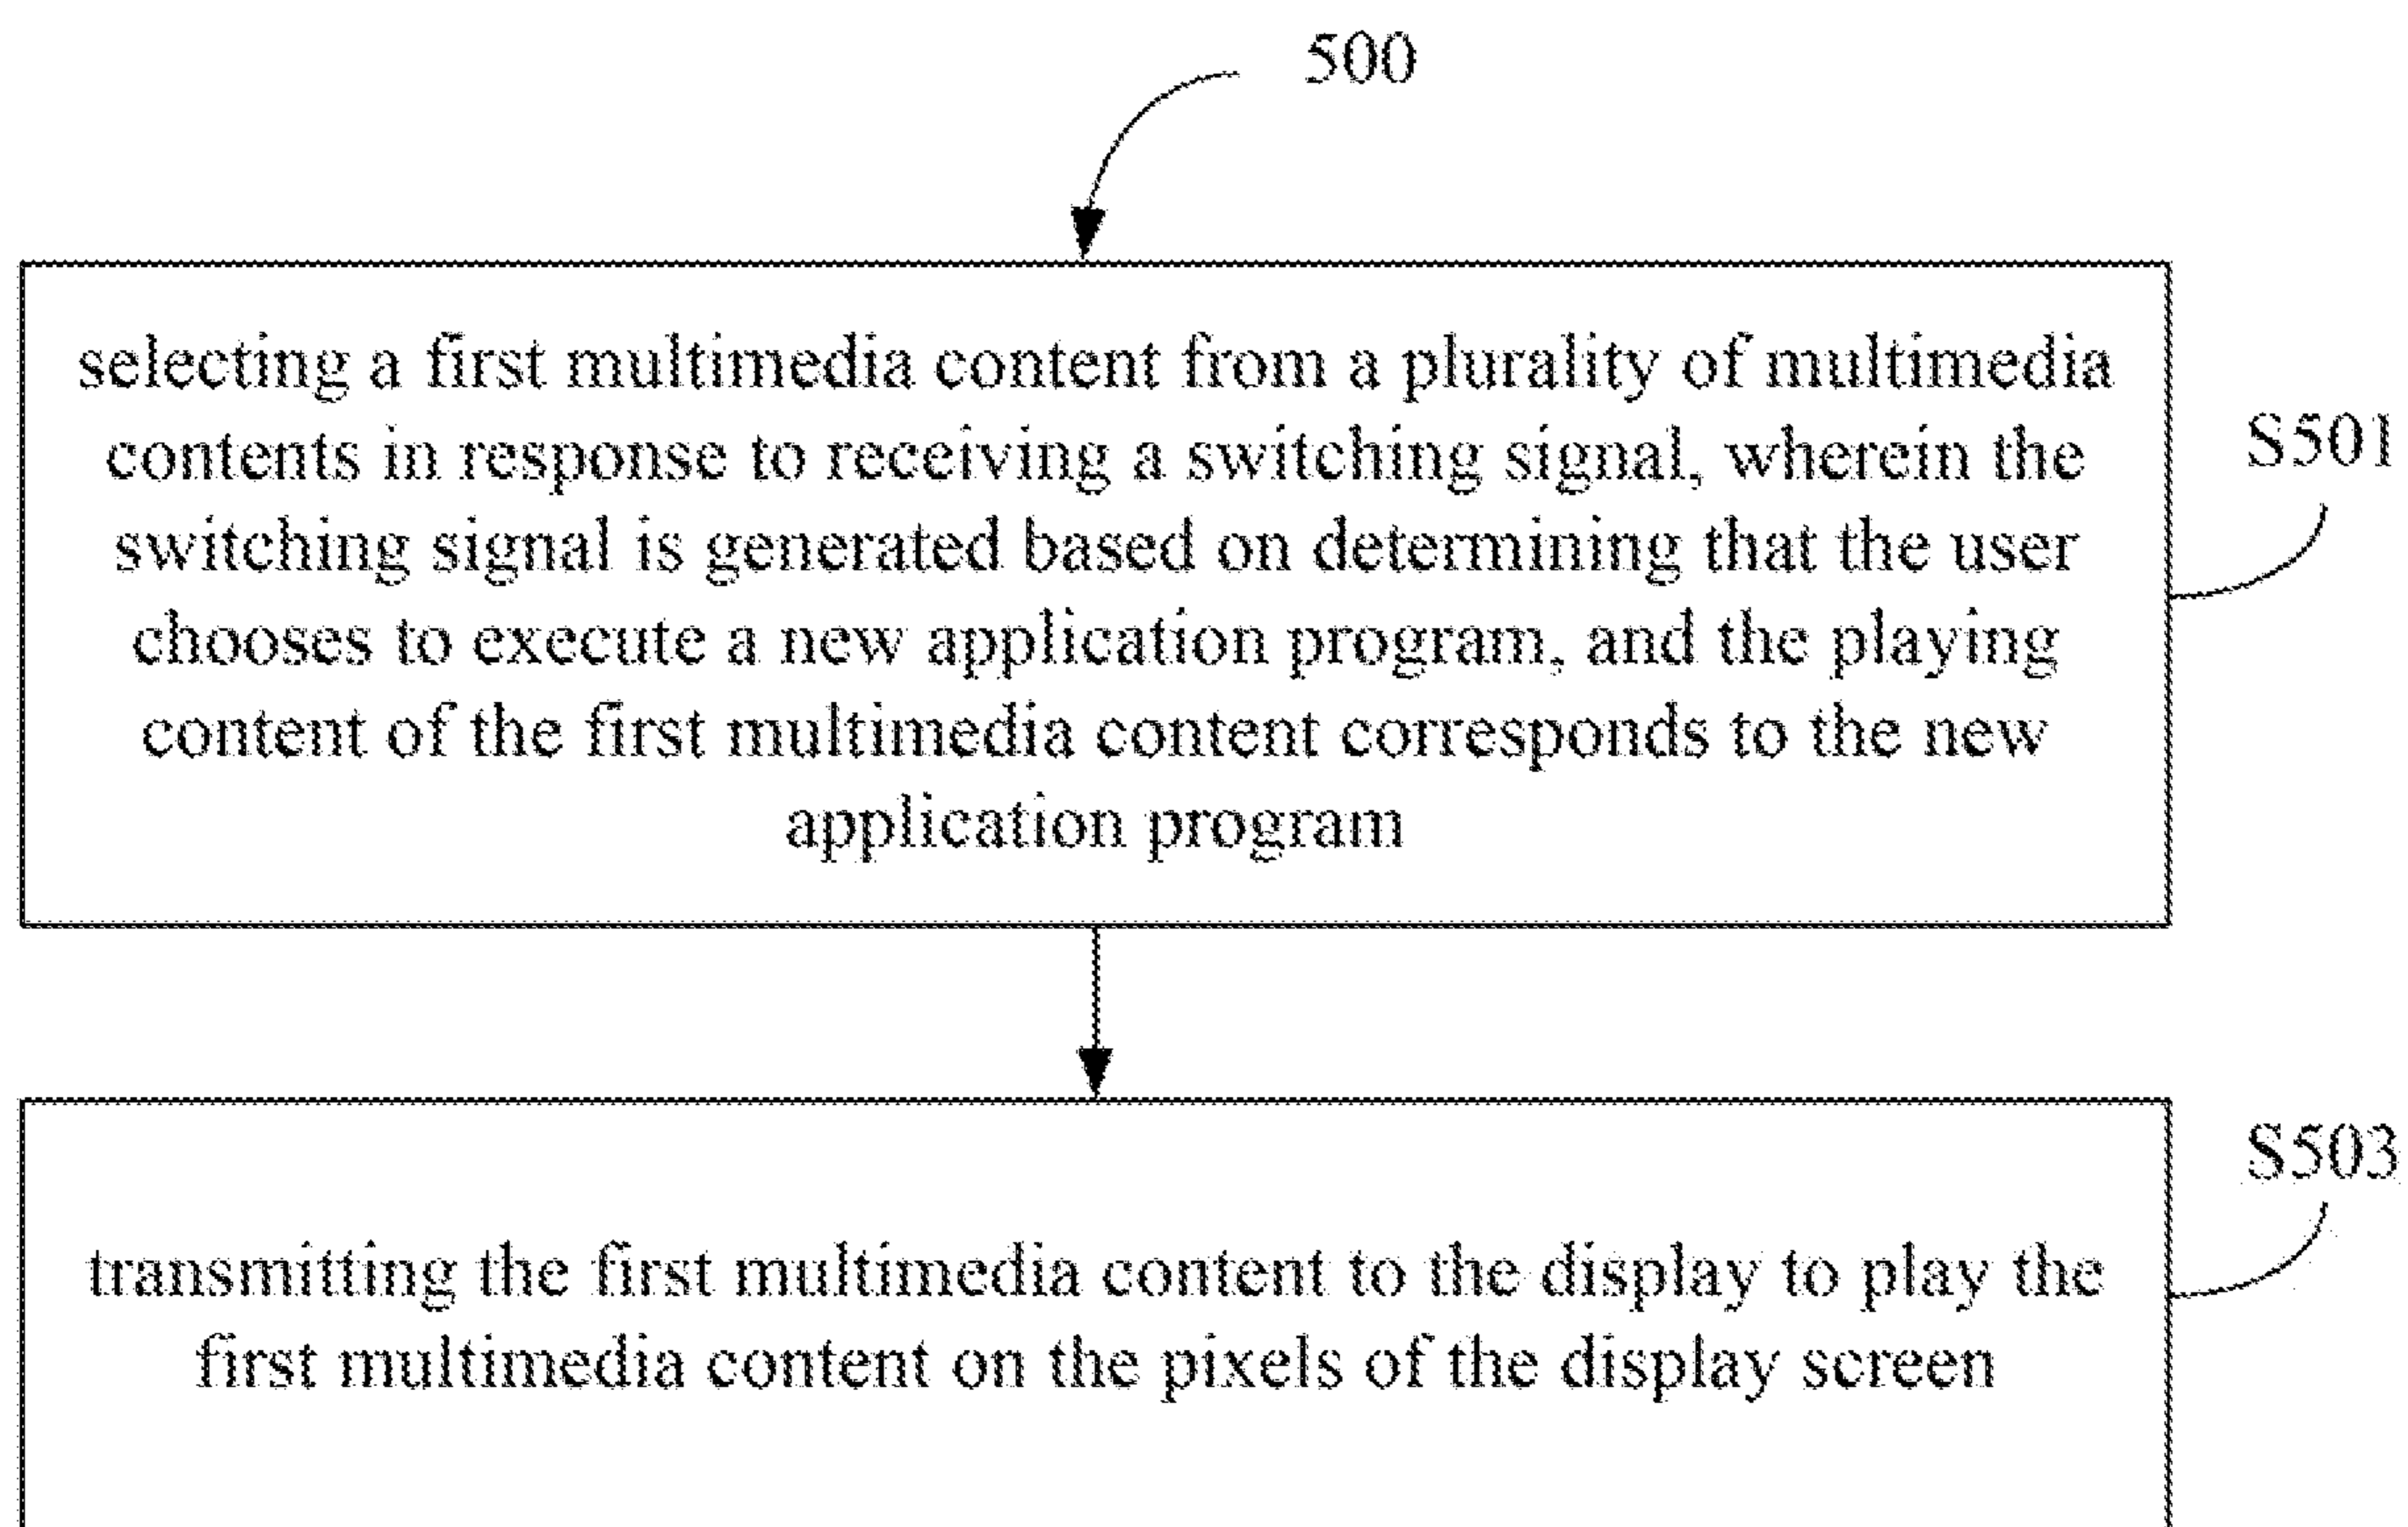 500
selecting a first multimedia content from a plurality of multimedia
contents in response to receiving a switching signal, wherein the
S501
switching signal is generated based on determining that the user
chooses to execute a new application program, and the playing
content of the first multimedia content corresponds to the new
application program
S503
transmitting the first multimedia content to the display to play the
first multimedia content on the pixels of the display screen